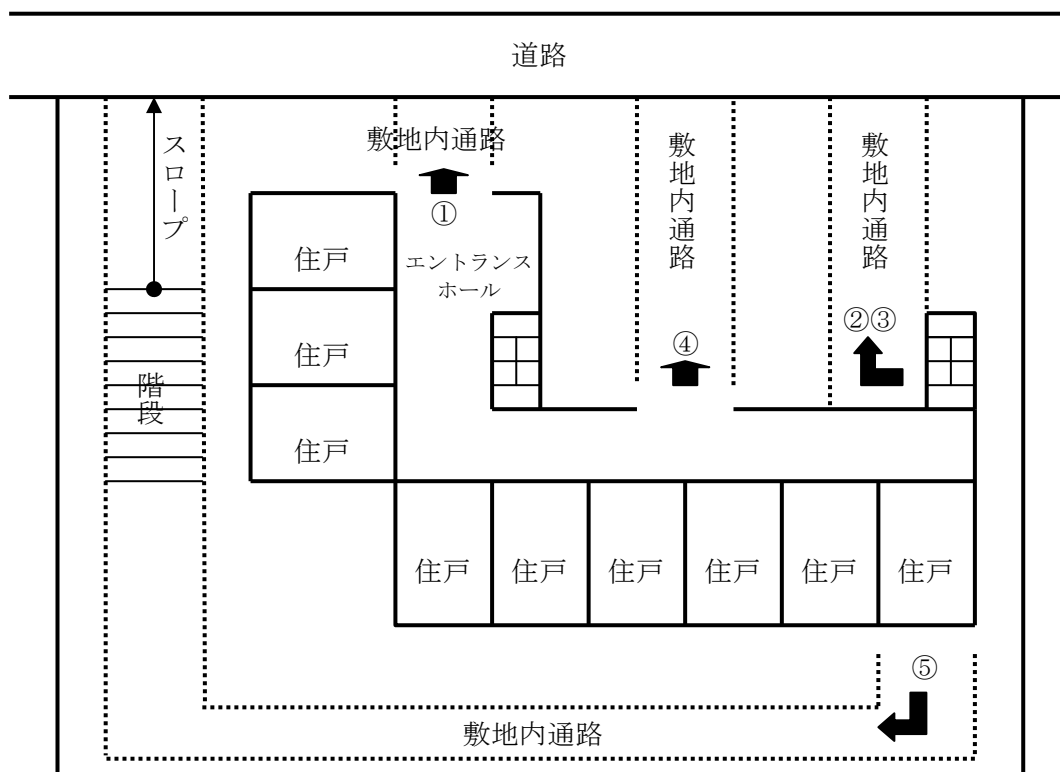 道路
スロープ
敷地内通路
敷地内通路
敷地内通路
①
住戸
エントランス
ホール
②③
④
住戸
階段
住戸
住戸
住戸
住戸
住戸
住戸
住戸
⑤
敷地内通路